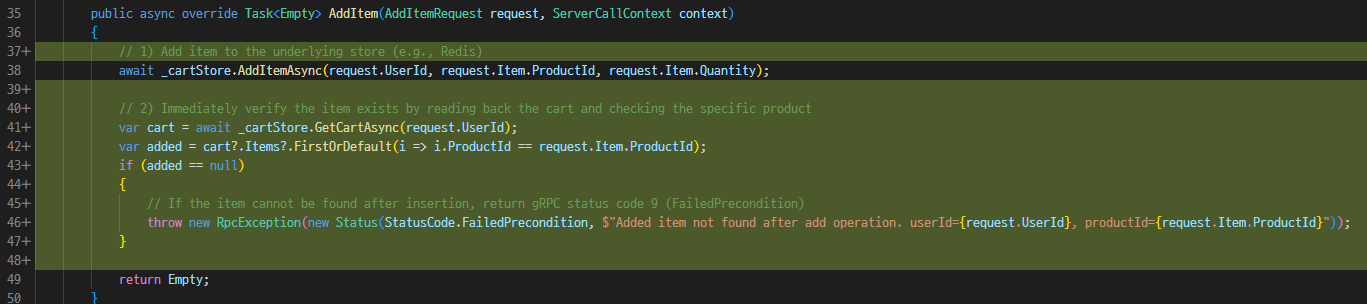 35 public async override Task<Empty> AddItem(AddItemRequest request, ServerCallContext context)
36 {
37+ // 1) Add item to the underlying store (e.g., Redis)
38 await _cartStore.AddItemAsync(request.UserId, request.Item.ProductId, request.Item.Quantity);
39+
40+ // 2) Immediately verify the item exists by reading back the cart and checking the specific product
41+ var cart = await _cartStore.GetCartAsync(request.UserId);
42+ var added = cart?.Items?.FirstOrDefault(i => i.ProductId == request.Item.ProductId);
43+ if (added == null)
44+ {
45+ // If the item cannot be found after insertion, return gRPC status code 9 (FailedPrecondition)
46+ throw new RpcException(new Status(StatusCode.FailedPrecondition, $"Added item not found after add operation. userId={request.UserId}, productId={request.Item.ProductId}"));
47+ }
48+
49 return Empty;
50 }